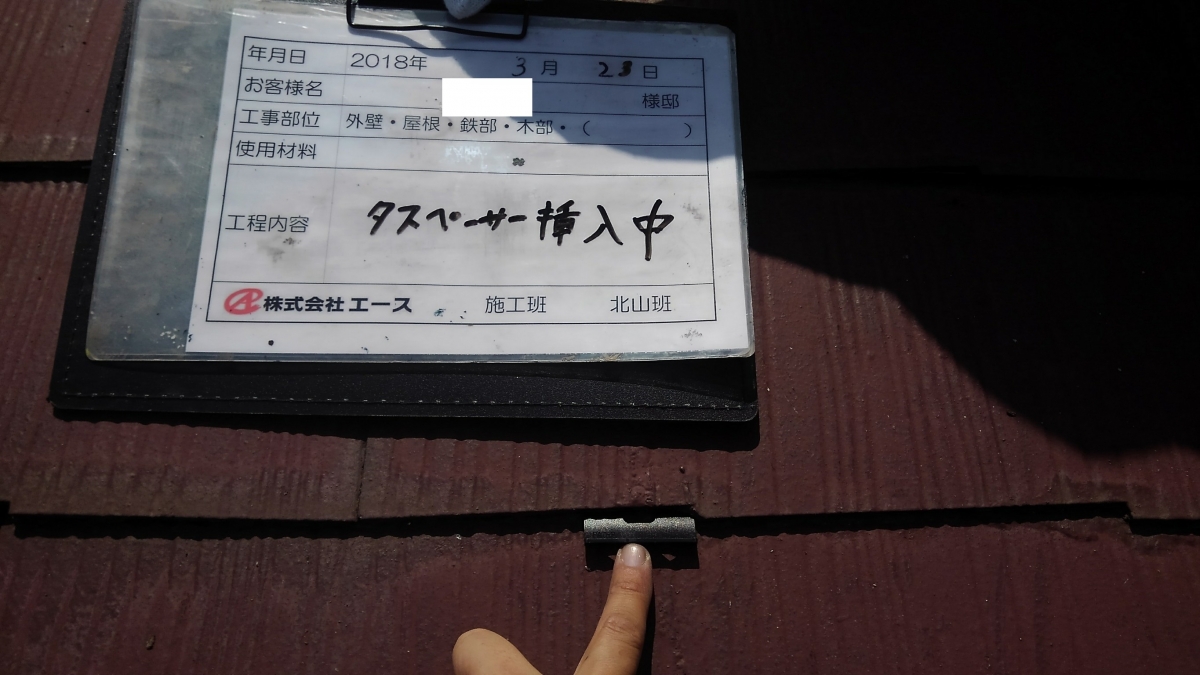 年月日 2018年 3月 23日
お客様名 様邸
工事部位 外壁・屋根・鉄部・木部・( )
使用材料 〃
工程内容 タスペーサー挿入中
株式会社エース 施工班 北山班